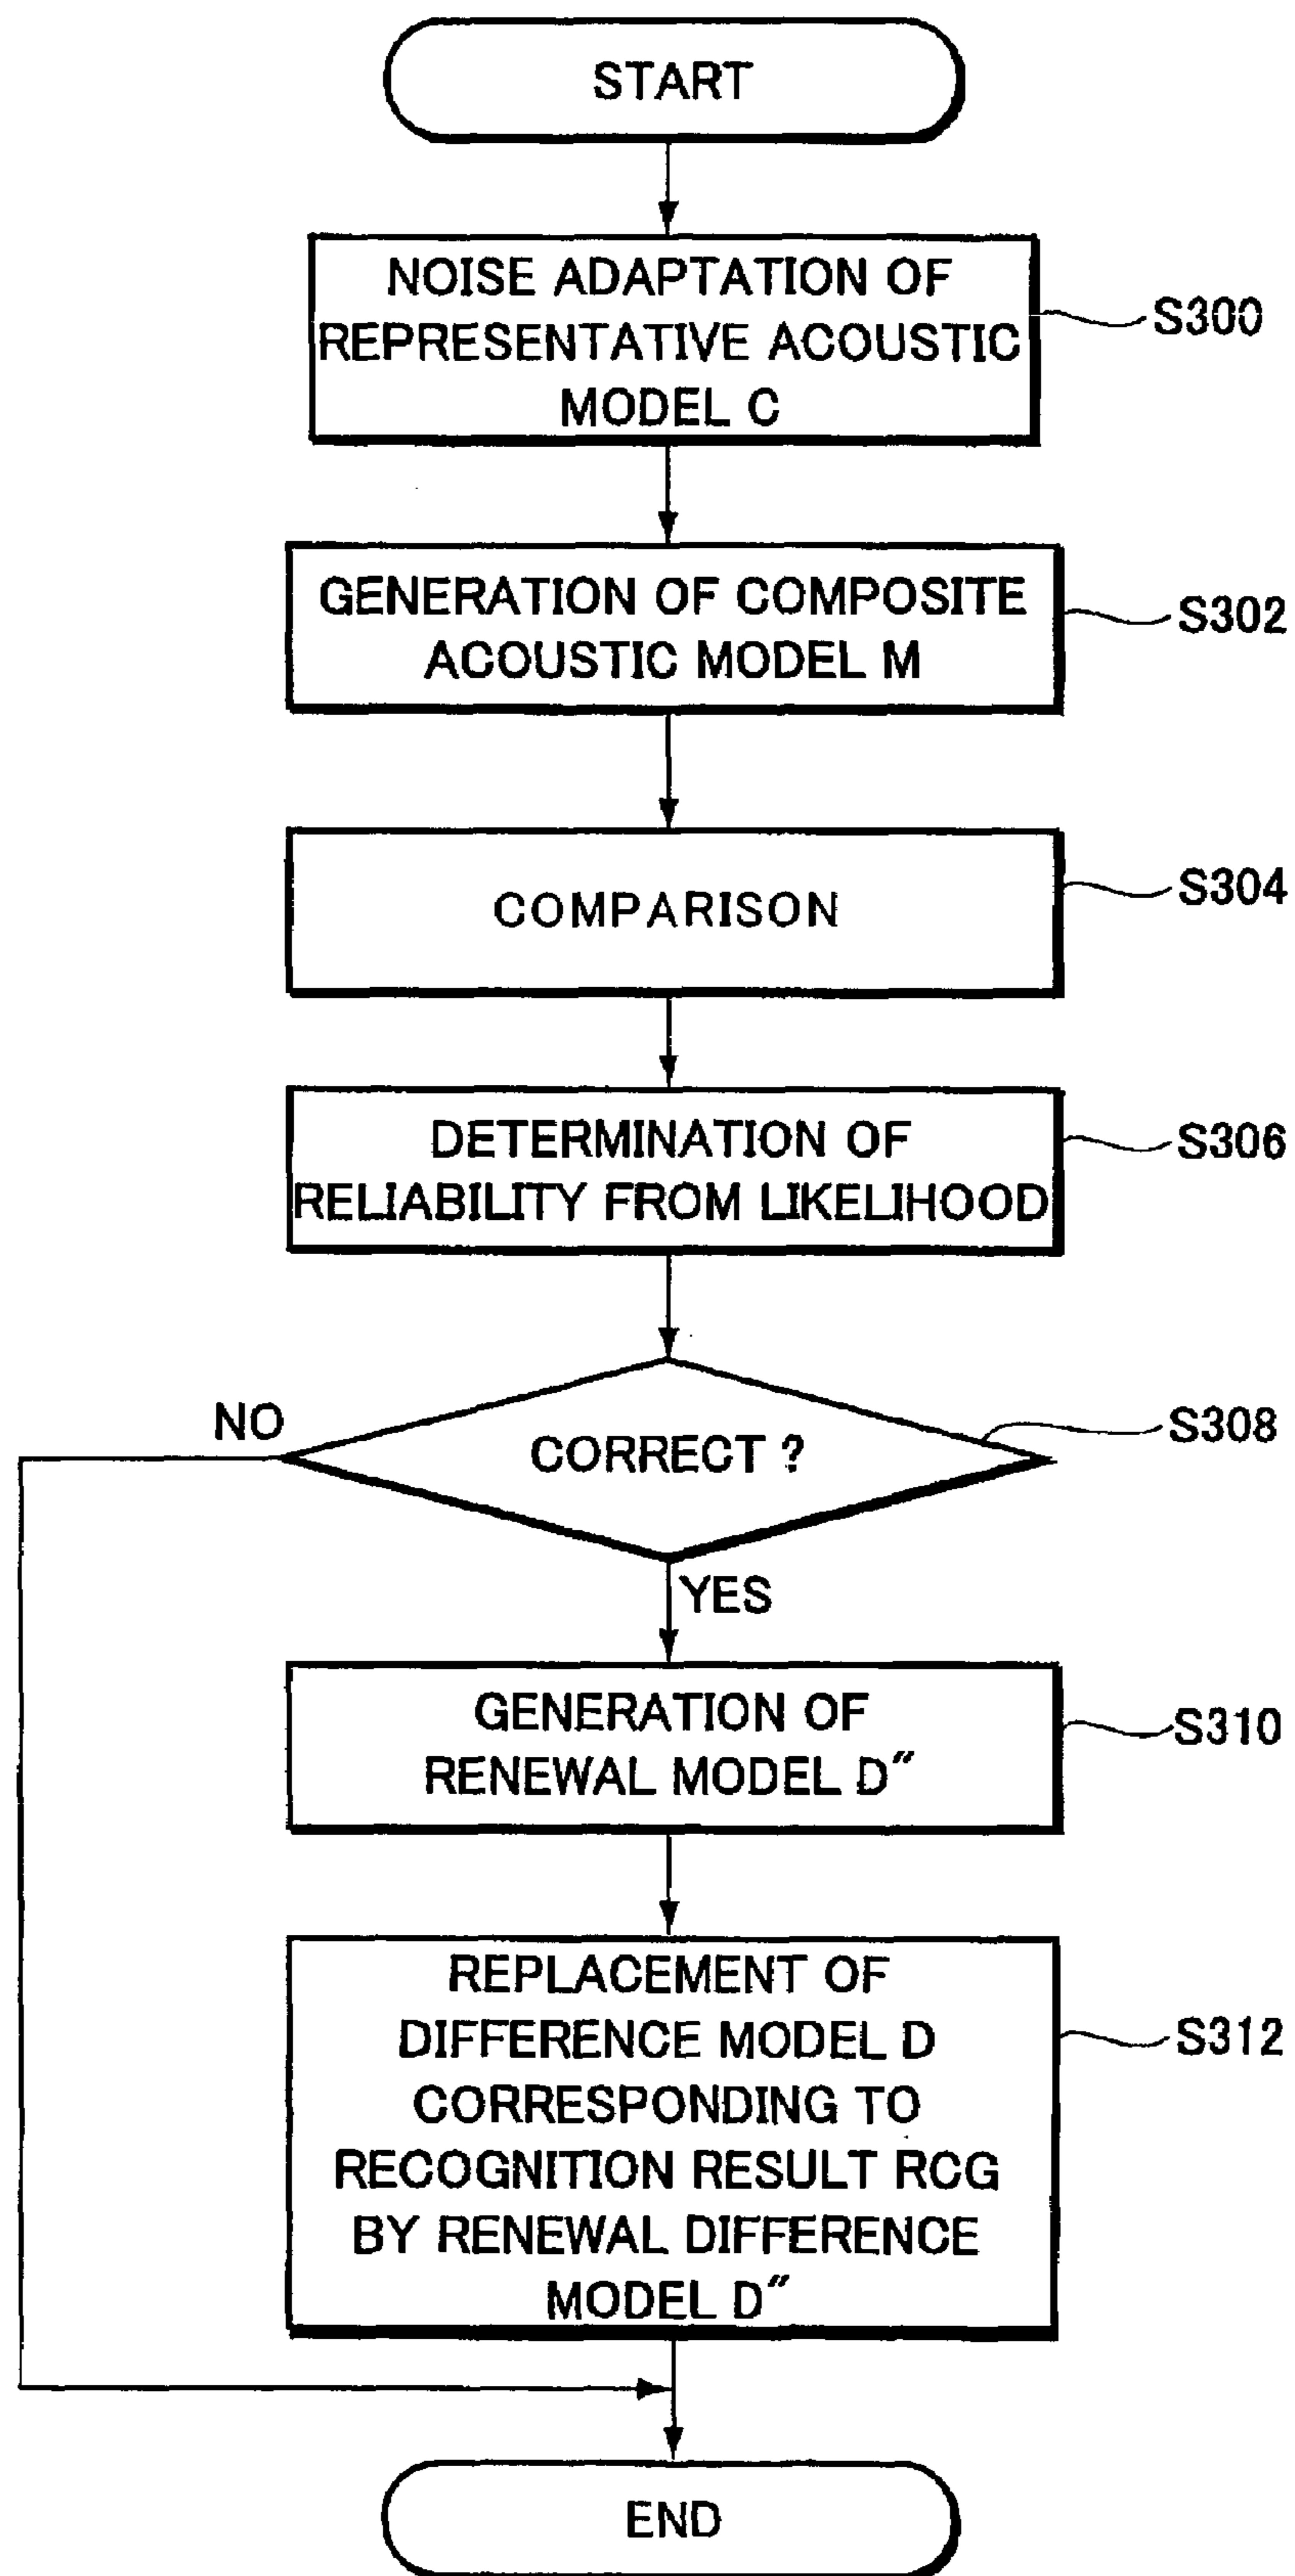 START
NOISE ADAPTATION OF
REPRESENTATIVE ACOUSTIC
MODEL C
S300
GENERATION OF COMPOSITE
ACOUSTIC MODEL M
S302
COMPARISON
S304
DETERMINATION OF
RELIABILITY FROM LIKELIHOOD
S306
NO
CORRECT ?
S308
YES
GENERATION OF
RENEWAL MODEL D″
S310
REPLACEMENT OF
DIFFERENCE MODEL D
CORRESPONDING TO
RECOGNITION RESULT RCG
BY RENEWAL DIFFERENCE
MODEL D″
S312
END